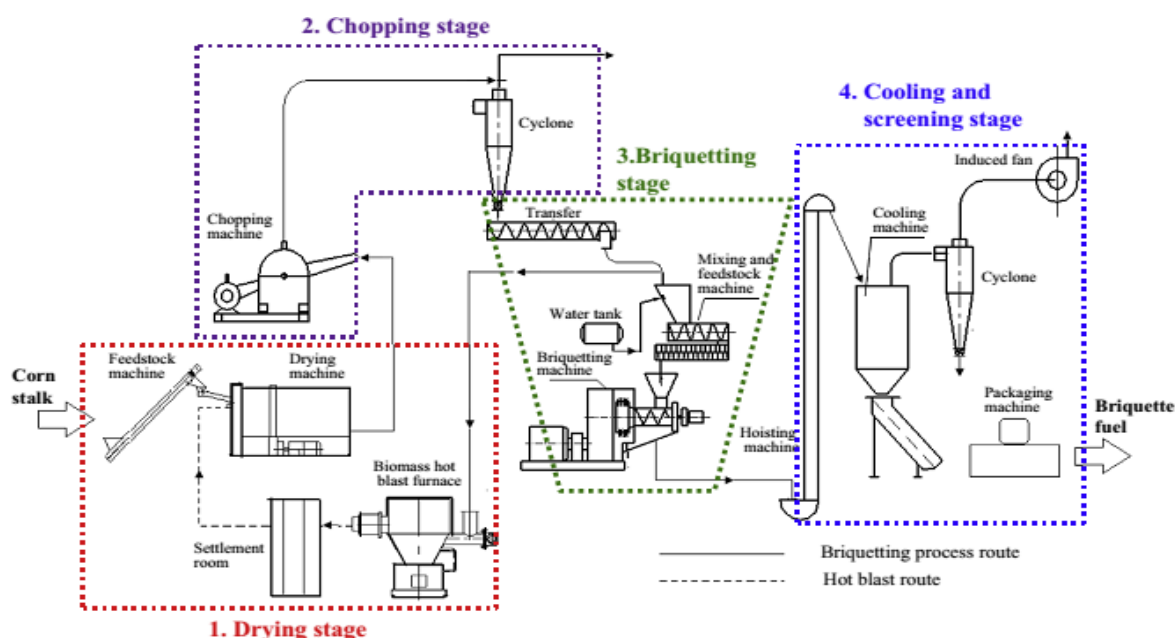 2. Chopping stage
Cyclone
Chopping
machine
3.Briquetting
stage
Transfer
Mixing and
feedstock
machine
Water tank
Briquetting
machine
4. Cooling and
screening stage
Induced fan
Cooling
machine
Cyclone
Hoisting
machine
Packaging
machine
Briquette
fuel
Corn
stalk
Feedstock
machine
Drying
machine
Biomass hot
blast furnace
Settlement
room
1. Drying stage
Briquetting process route
Hot blast route